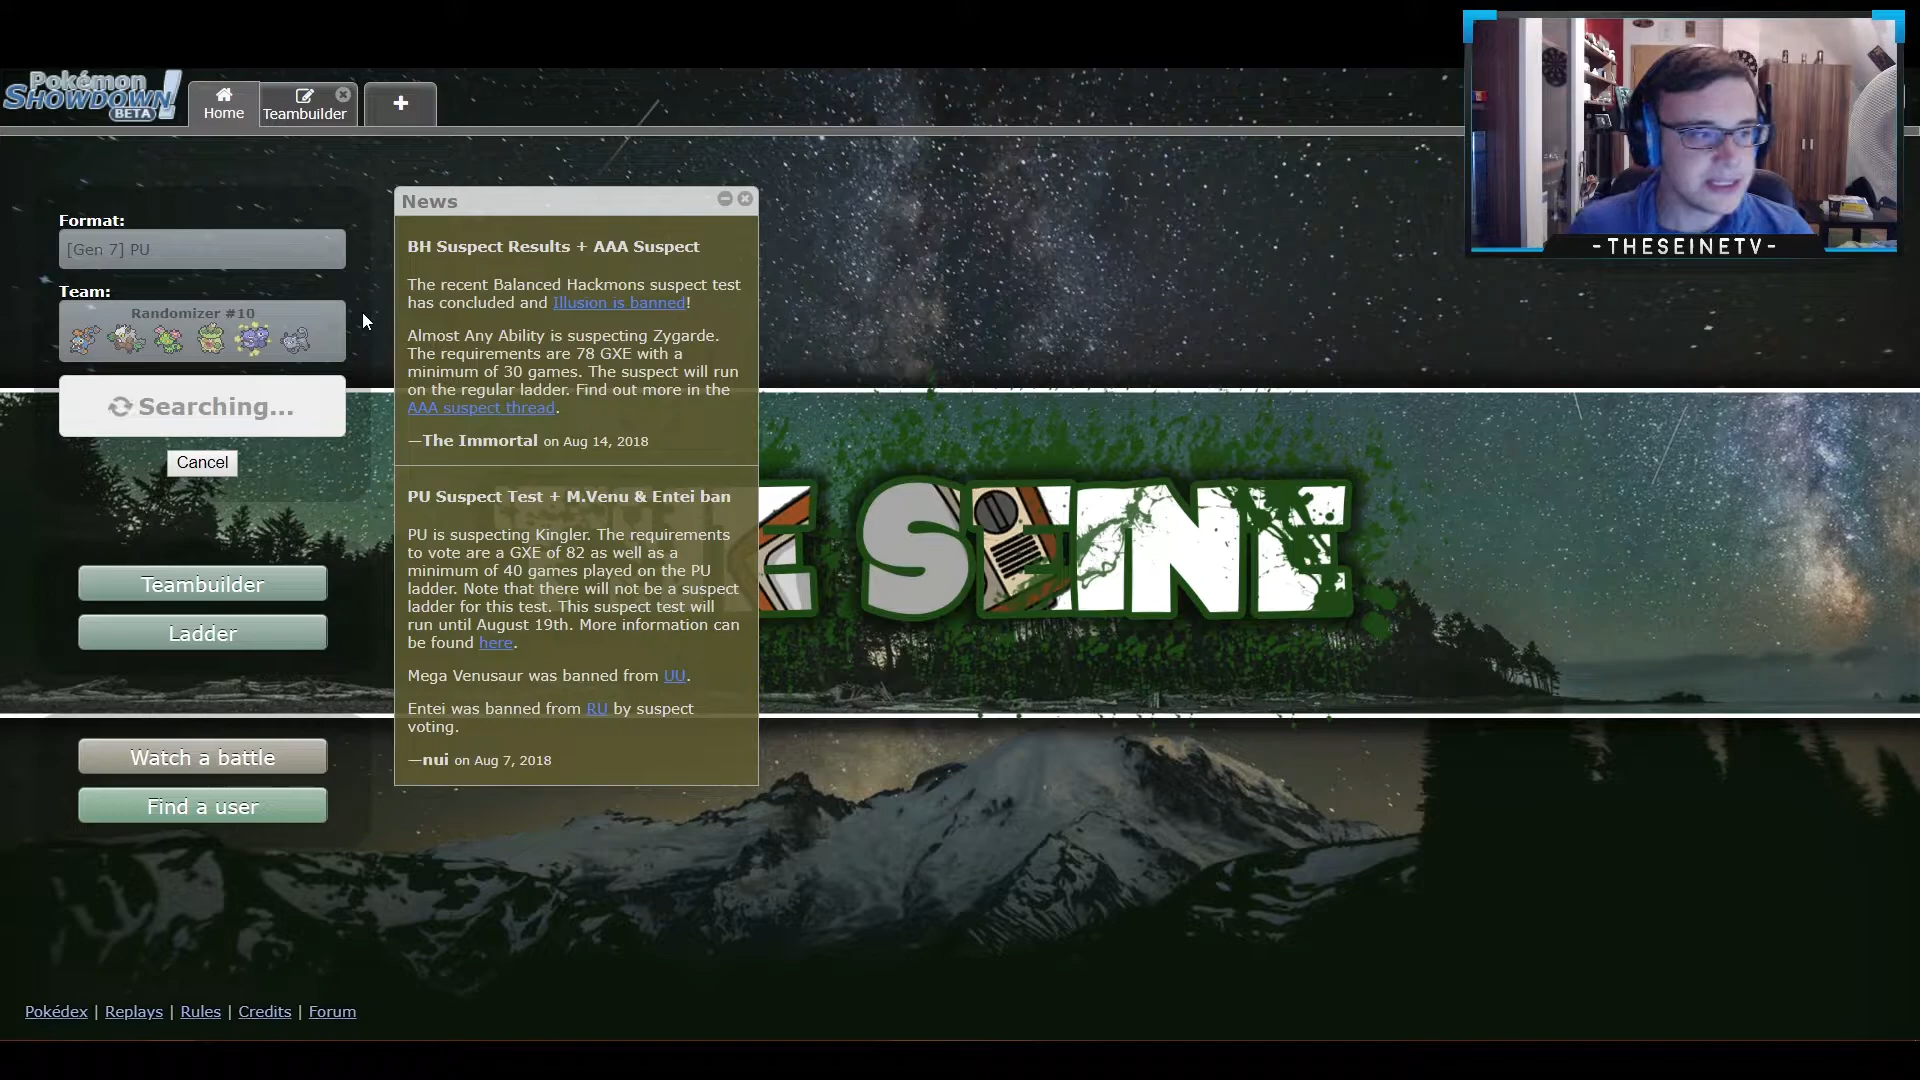 Pokémon
SHOWDOWN!
BETA
Home
Teambuilder
-THESEINETV-
Format:
[Gen 7] PU
Team:
Randomizer #10
Searching...
Cancel
Teambuilder
Ladder
Watch a battle
Find a user
News
BH Suspect Results + AAA Suspect
The recent Balanced Hackmons suspect test
has concluded and Illusion is banned!
Almost Any Ability is suspecting Zygarde.
The requirements are 78 GXE with a
minimum of 30 games. The suspect will run
on the regular ladder. Find out more in the
AAA suspect thread.
—The Immortal on Aug 14, 2018
PU Suspect Test + M.Venu & Entei ban
PU is suspecting Kingler. The requirements
to vote are a GXE of 82 as well as a
minimum of 40 games played on the PU
ladder. Note that there will not be a suspect
ladder for this test. This suspect test will
run until August 19th. More information can
be found here.
Mega Venusaur was banned from UU.
Entei was banned from RU by suspect
voting.
—nui on Aug 7, 2018
SEINE
Pokédex | Replays | Rules | Credits | Forum